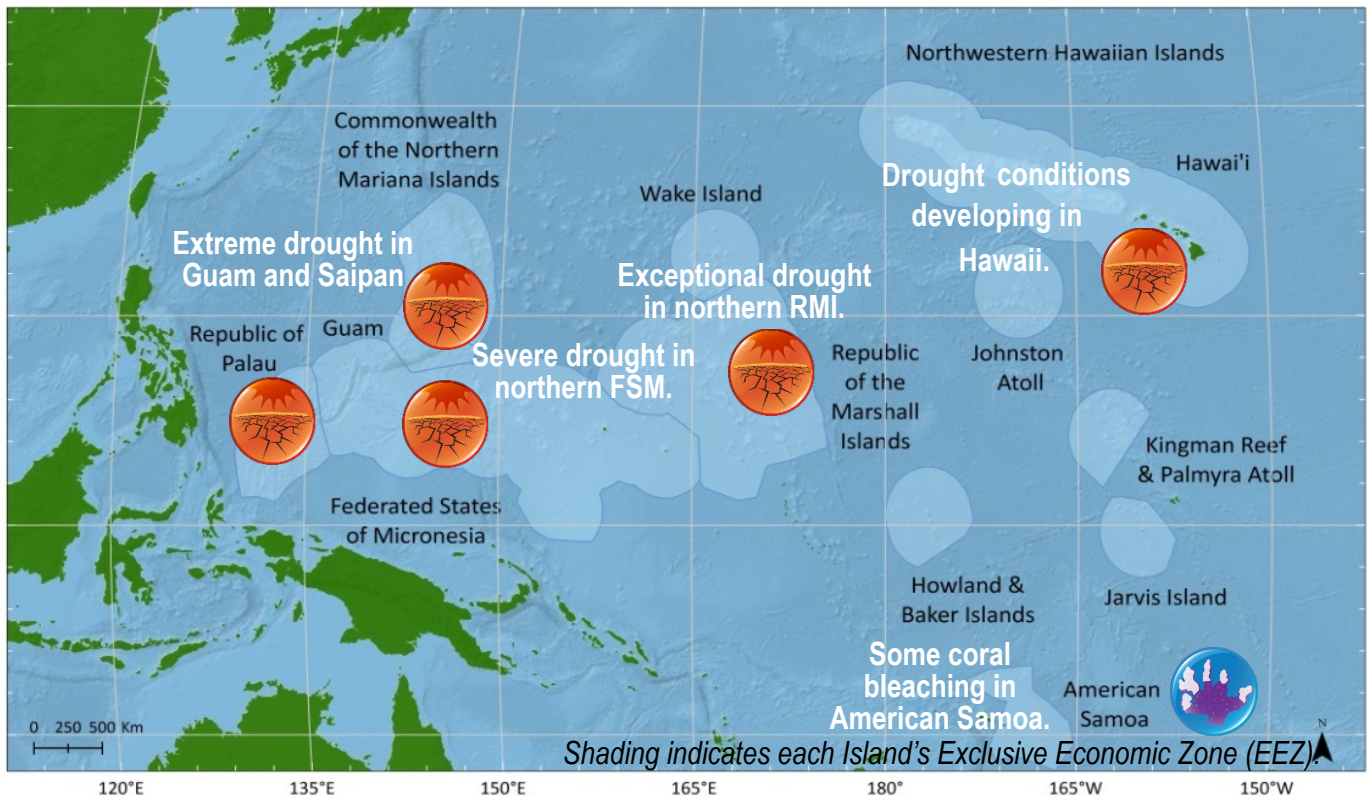 Northwestern Hawaiian Islands
Commonwealth
of the Northern
Mariana Islands
Hawai'i
Drought conditions
developing in
Hawaii.
Wake Island
Extreme drought in
Guam and Saipan
Exceptional drought
in northern RMI.
Republic of
Palau
Guam
Severe drought in
northern FSM.
Republic
of the
Marshall
Islands
Johnston
Atoll
Kingman Reef
& Palmyra Atoll
Federated States
of Micronesia
Howland &
Baker Islands
Jarvis Island
Some coral
bleaching in
American Samoa.
American
Samoa
0 250 500 Km
N
Shading indicates each Island's Exclusive Economic Zone (EEZ).
120°E 135°E 150°E 165°E 180° 165°W 150°W